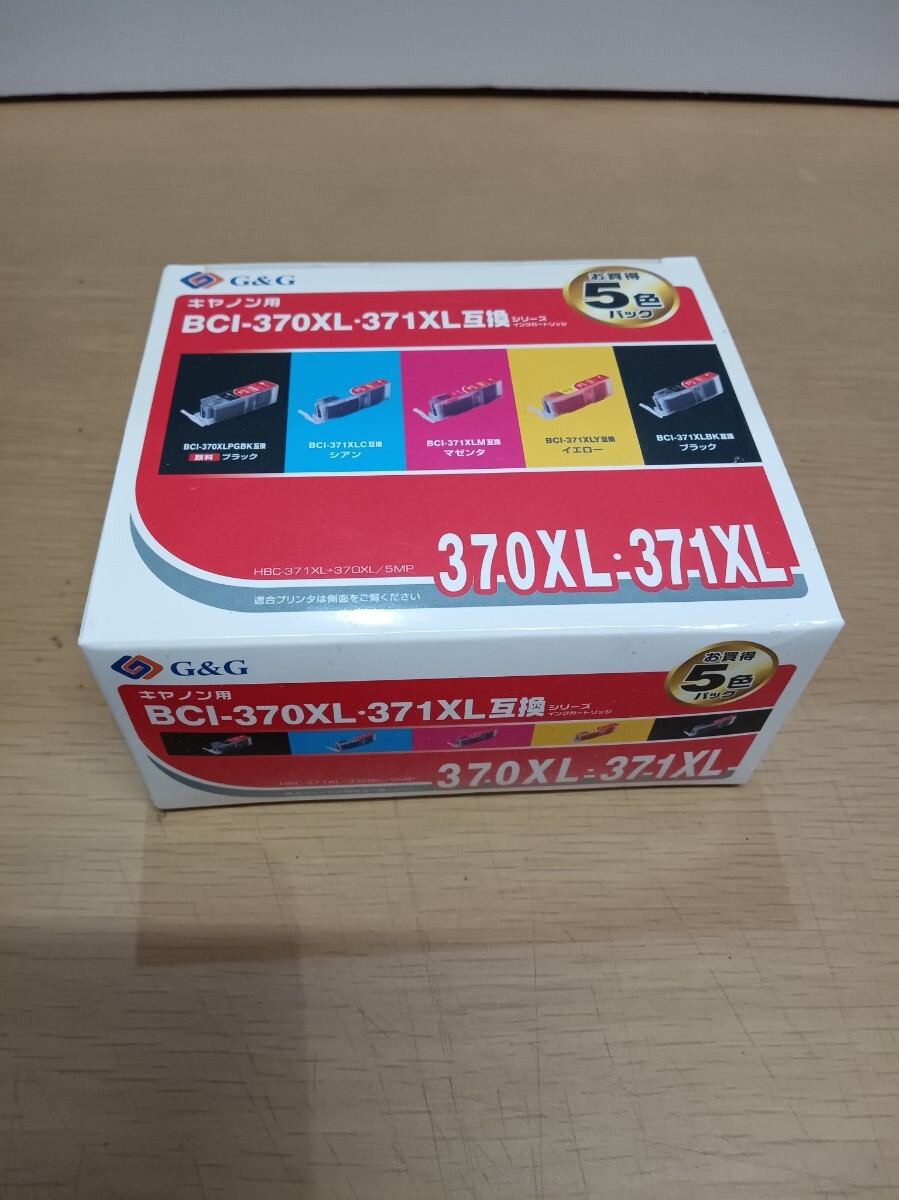 G&G
お買得
5色
パック
キヤノン用
BCI-370XL・371XL互換シリーズ
インクカートリッジ
BCI-370XLPGBK互換
顔料 ブラック
BCI-371XLC互換
シアン
BCI-371XLM互換
マゼンタ
BCI-371XLY互換
イエロー
BCI-371XLBK互換
ブラック
HBC-371XL+370XL/5MP
370XL・371XL
適合プリンタは側面をご覧ください
G&G
お買得
5色
パック
キヤノン用
BCI-370XL・371XL互換シリーズ
インクカートリッジ
370XL・371XL